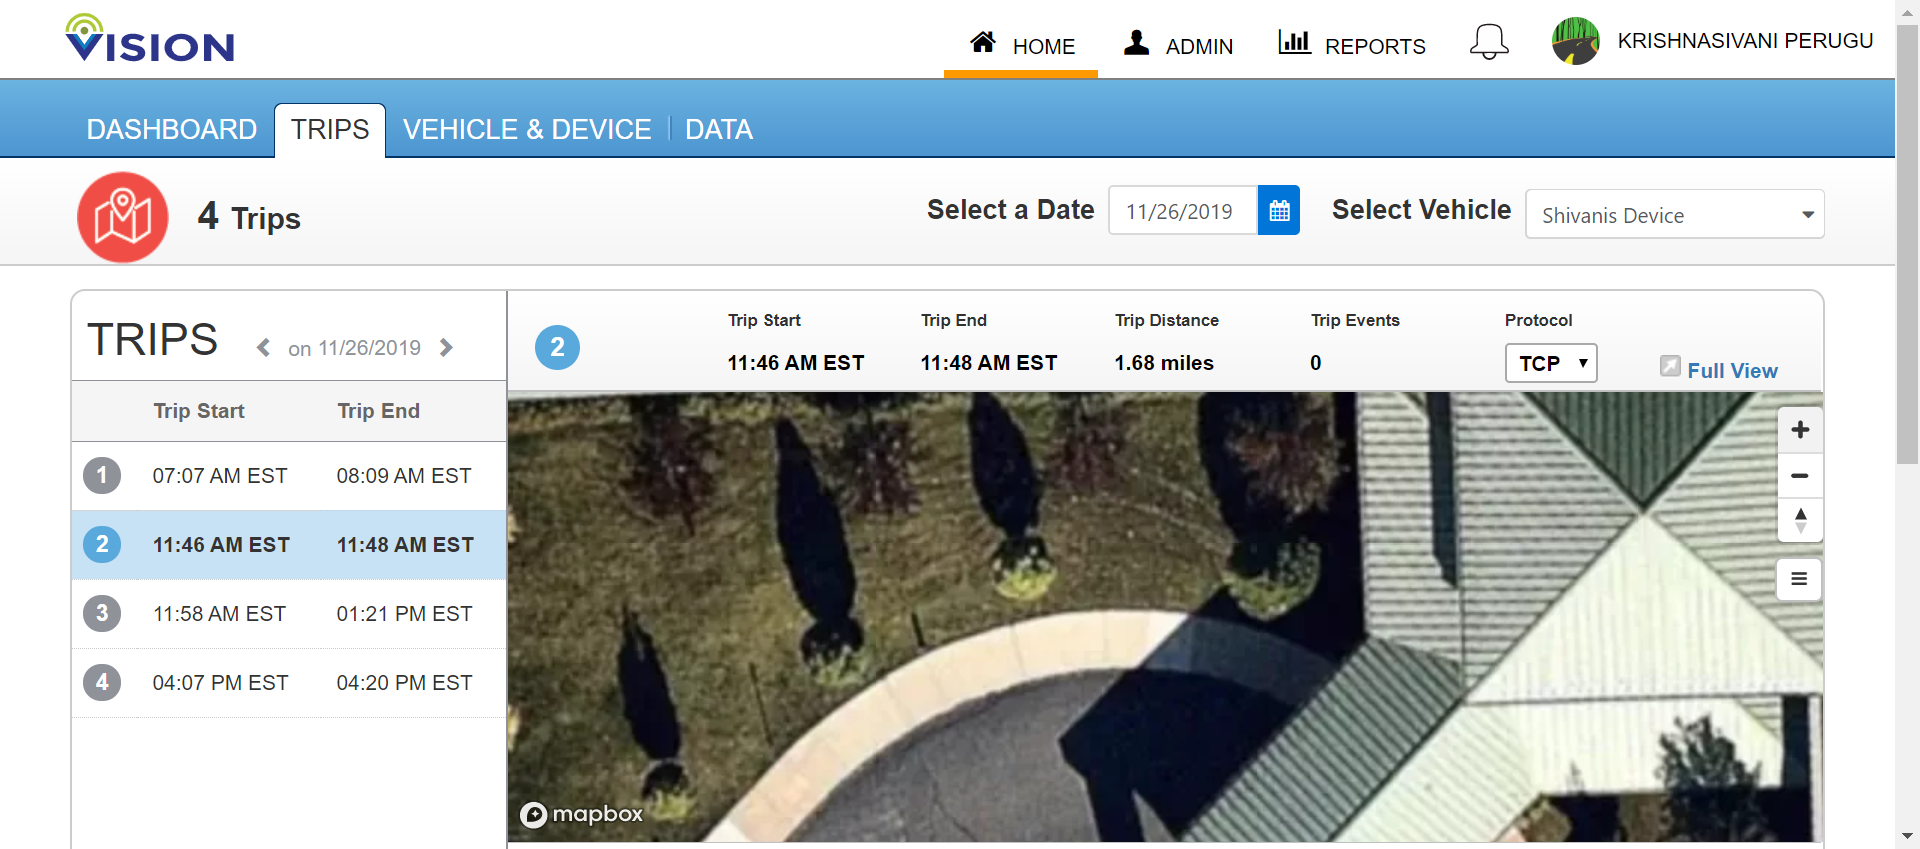 VISION
HOME
ADMIN
REPORTS
KRISHNASIVANI PERUGU
DASHBOARD
TRIPS
VEHICLE & DEVICE
DATA
4 Trips
Select a Date
11/26/2019
Select Vehicle
Shivanis Device
TRIPS
on 11/26/2019
Trip Start Trip End
1 07:07 AM EST 08:09 AM EST
2 11:46 AM EST 11:48 AM EST
3 11:58 AM EST 01:21 PM EST
4 04:07 PM EST 04:20 PM EST
2
Trip Start Trip End Trip Distance Trip Events Protocol
11:46 AM EST 11:48 AM EST 1.68 miles 0 TCP
Full View
mapbox